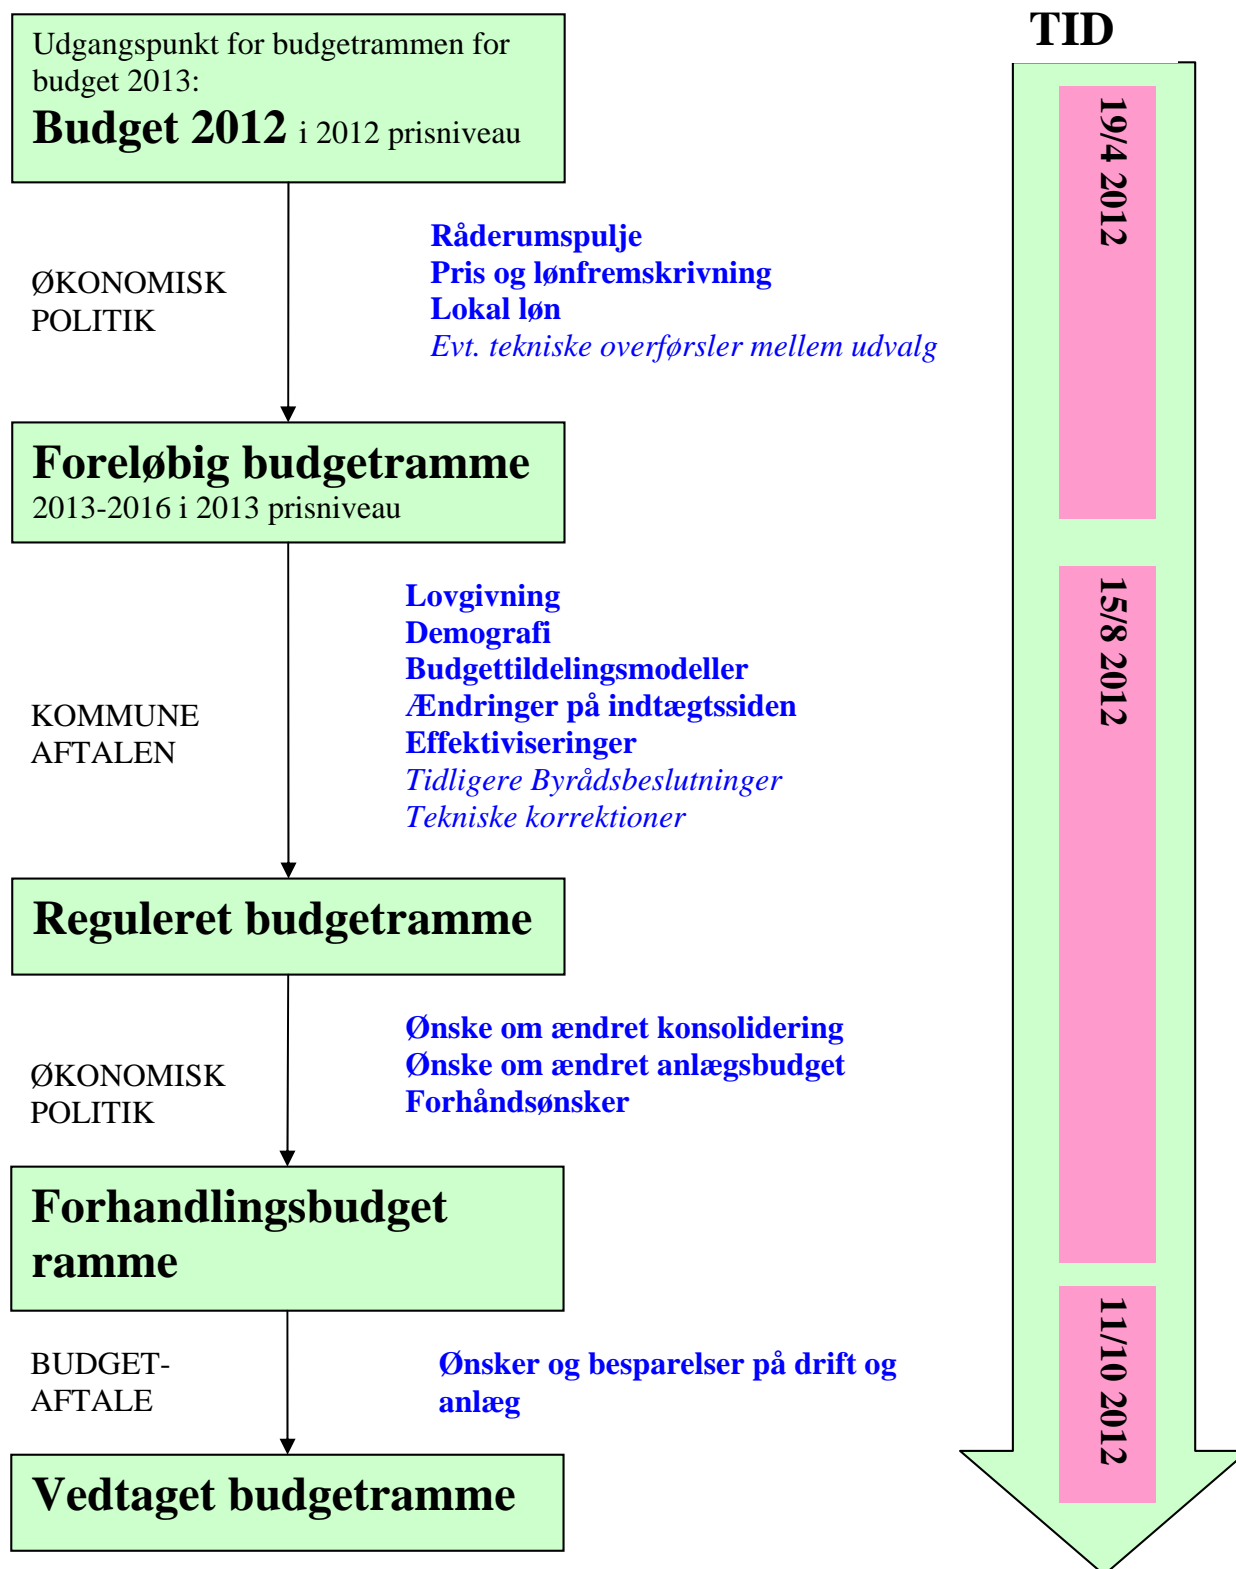 TID
Udgangspunkt for budgetrammen for
budget 2013:
Budget 2012 i 2012 prisniveau
19/4 2012
ØKONOMISK
POLITIK
Råderumspulje
Pris og lønfremskrivning
Lokal løn
Evt. tekniske overførsler mellem udvalg
Foreløbig budgetramme
2013-2016 i 2013 prisniveau
15/8 2012
KOMMUNE
AFTALEN
Lovgivning
Demografi
Budgettildelingsmodeller
Ændringer på indtægtssiden
Effektiviseringer
Tidligere Byrådsbeslutninger
Tekniske korrektioner
Reguleret budgetramme
ØKONOMISK
POLITIK
Ønske om ændret konsolidering
Ønske om ændret anlægsbudget
Forhåndsønsker
Forhandlingsbudget
ramme
11/10 2012
BUDGET-
AFTALE
Ønsker og besparelser på drift og
anlæg
Vedtaget budgetramme